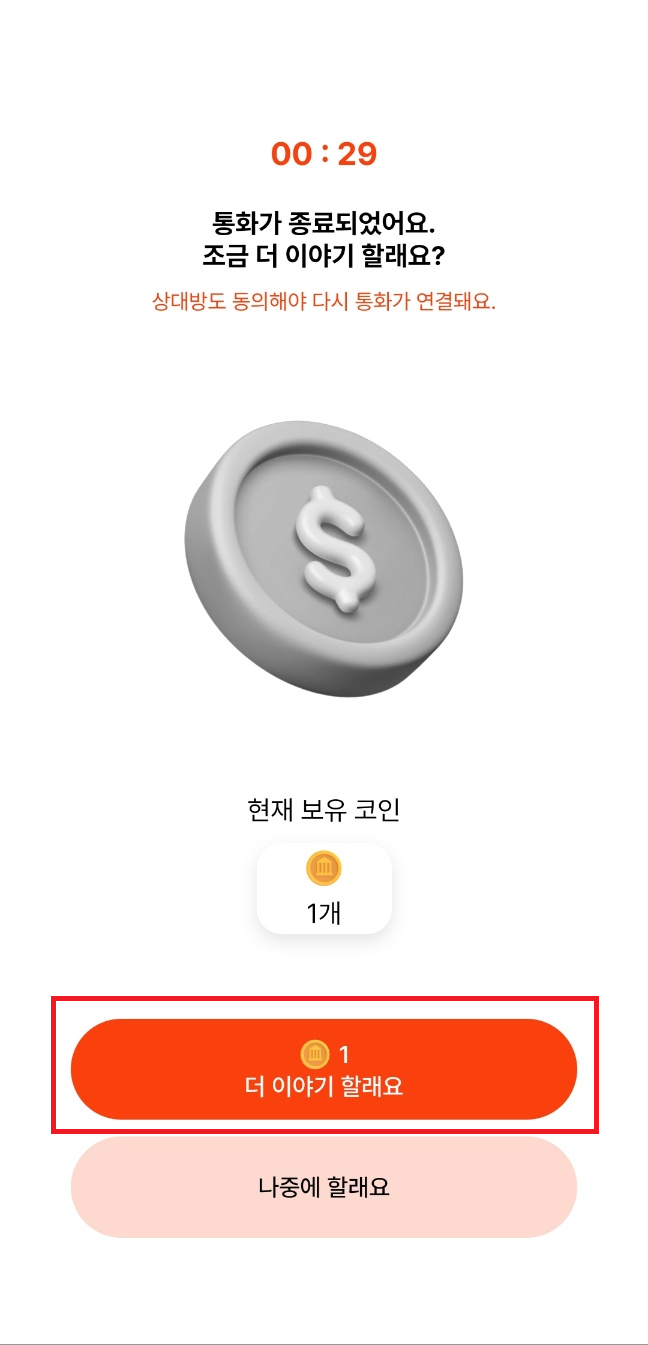 00 : 29
통화가 종료되었어요.
조금 더 이야기 할래요?
상대방도 동의해야 다시 통화가 연결돼요.
$
현재 보유 코인
1개
1
더 이야기 할래요
나중에 할래요